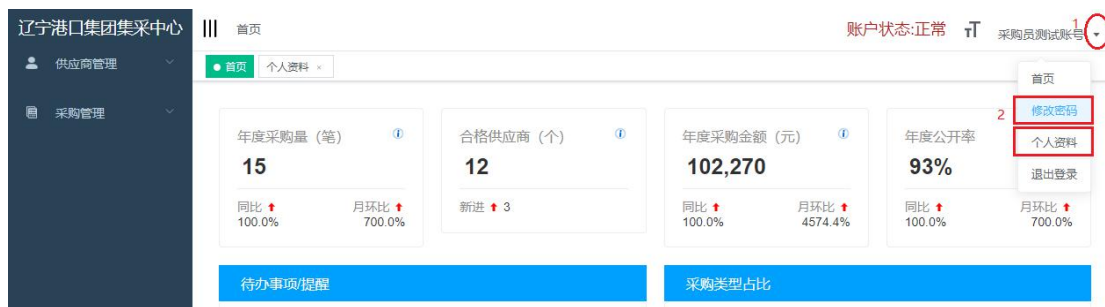 辽宁港口集团集采中心
首页
账户状态:正常
采购员测试账号
1
供应商管理
首页
个人资料 ×
首页
采购管理
2
修改密码
个人资料
退出登录
年度采购量（笔）
15
同比
100.0%
月环比
700.0%
合格供应商（个）
12
新进 3
年度采购金额（元）
102,270
同比
100.0%
月环比
4574.4%
年度公开率
93%
同比
100.0%
月环比
700.0%
待办事项/提醒
采购类型占比